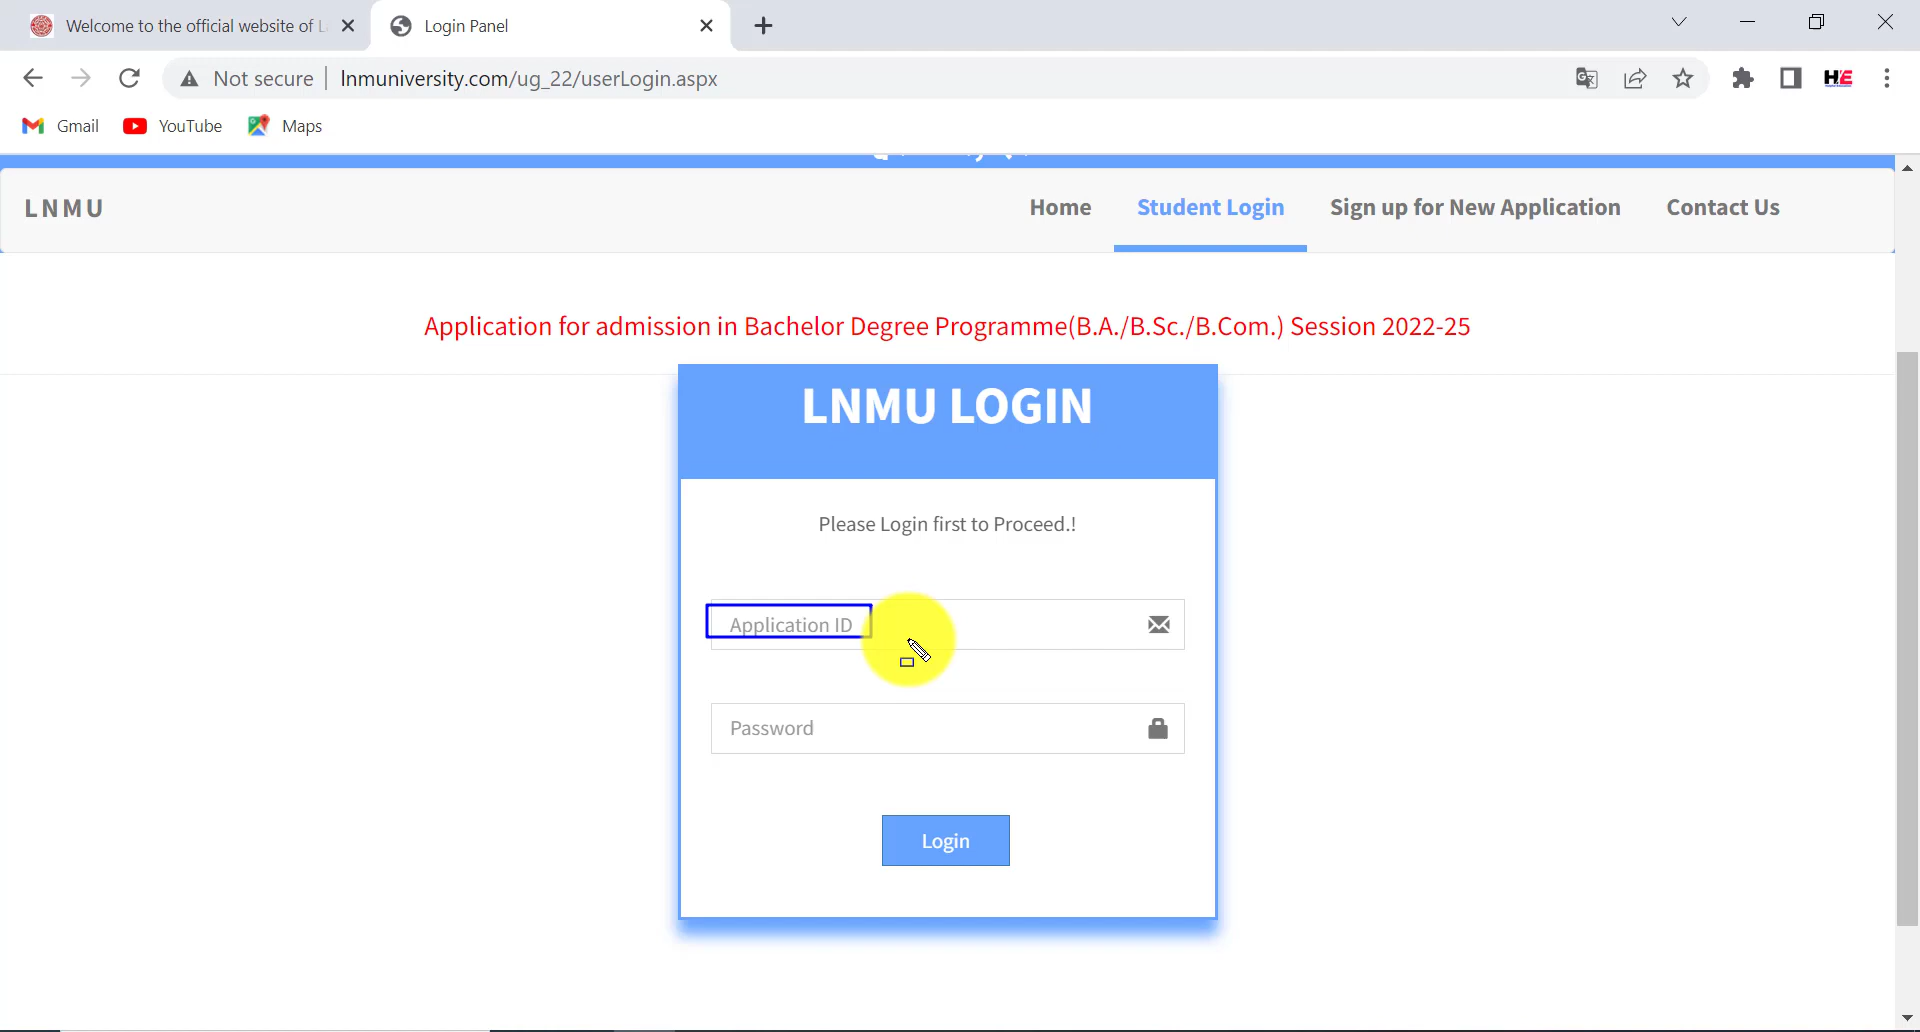 Welcome to the official website of L
Login Panel
Not secure
lnmuniversity.com/ug_22/userLogin.aspx
H/E
Gmail
YouTube
Maps
LNMU
Home
Student Login
Sign up for New Application
Contact Us
Application for admission in Bachelor Degree Programme(B.A./B.Sc./B.Com.) Session 2022-25
LNMU LOGIN
Please Login first to Proceed.!
Application ID
Password
Login